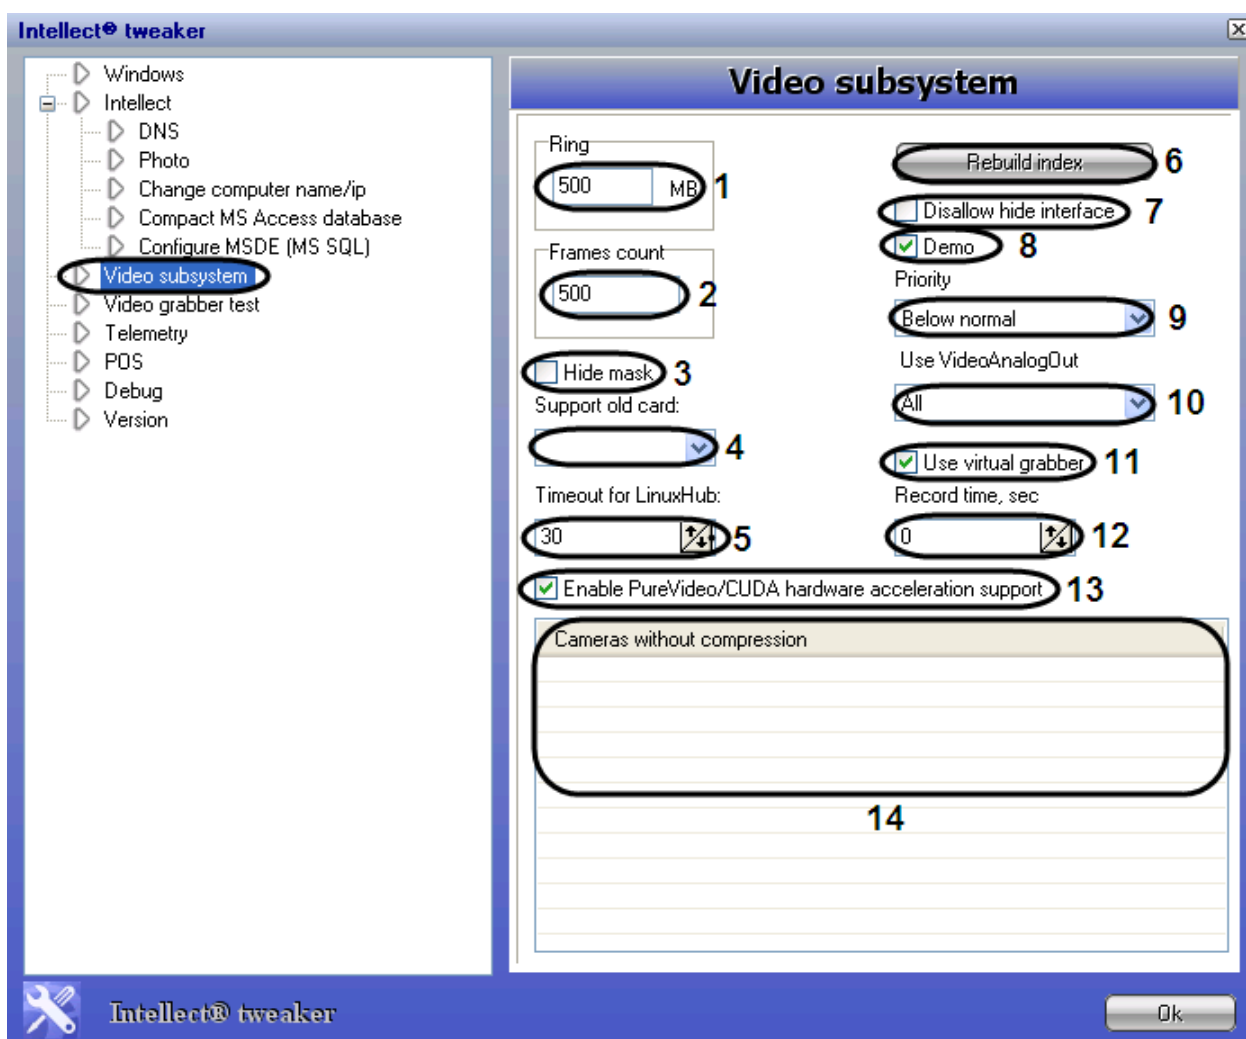 Intellect® tweaker
Windows
Intellect
DNS
Photo
Change computer name/ip
Compact MS Access database
Configure MSDE (MS SQL)
Video subsystem
Video grabber test
Telemetry
POS
Debug
Version
Video subsystem
Ring
500 MB 1
Frames count
500 2
Hide mask 3
Support old card:
4
Timeout for LinuxHub:
30 5
Rebuild index 6
Disallow hide interface 7
Demo 8
Priority
Below normal 9
Use VideoAnalogOut
All 10
Use virtual grabber 11
Record time, sec
0 12
Enable PureVideo/CUDA hardware acceleration support 13
Cameras without compression
14
Intellect® tweaker
Ok